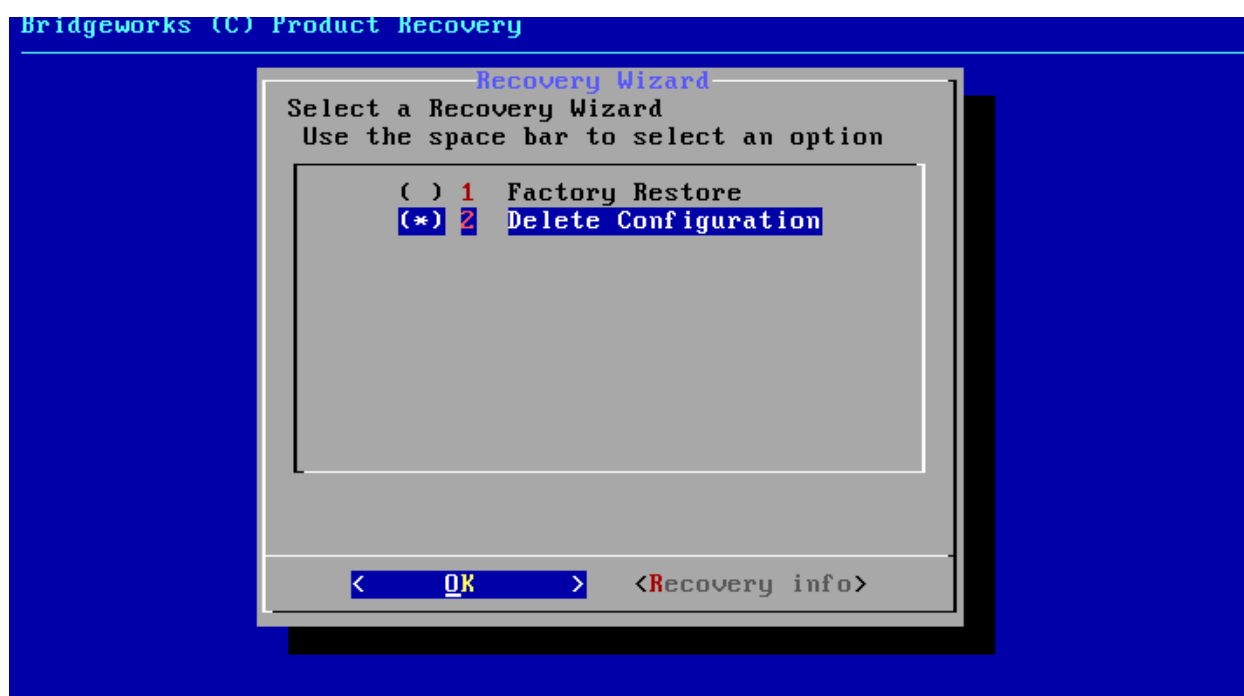 Bridgeworks (C) Product Recovery
Recovery Wizard
Select a Recovery Wizard
Use the space bar to select an option
( ) 1 Factory Restore
(*) 2 Delete Configuration
< OK > <Recovery info>